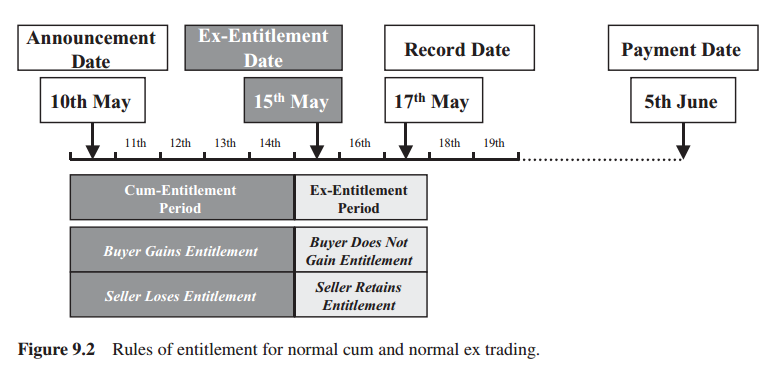 Announcement
Date
Ex-Entitlement
Date
Record Date
Payment Date
10th May
15th May
17th May
5th June
11th 12th 13th 14th 16th 18th 19th
Cum-Entitlement
Period
Ex-Entitlement
Period
Buyer Gains Entitlement
Buyer Does Not
Gain Entitlement
Seller Loses Entitlement
Seller Retains
Entitlement
Figure 9.2 Rules of entitlement for normal cum and normal ex trading.